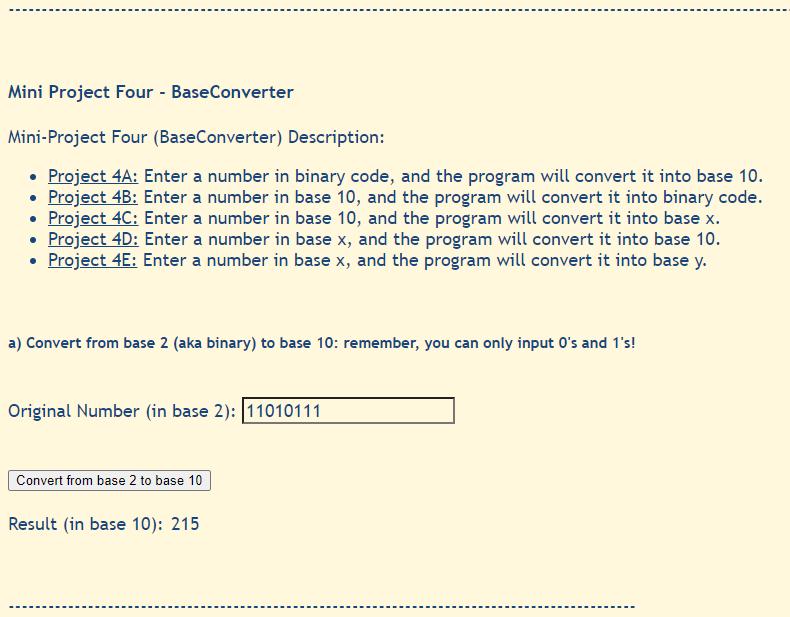 Mini Project Four - BaseConverter
Mini-Project Four (BaseConverter) Description:
• Project 4A: Enter a number in binary code, and the program will convert it into base 10.
• Project 4B: Enter a number in base 10, and the program will convert it into binary code.
• Project 4C: Enter a number in base 10, and the program will convert it into base x.
• Project 4D: Enter a number in base x, and the program will convert it into base 10.
• Project 4E: Enter a number in base x, and the program will convert it into base y.
a) Convert from base 2 (aka binary) to base 10: remember, you can only input 0's and 1's!
Original Number (in base 2): 11010111
Convert from base 2 to base 10
Result (in base 10): 215